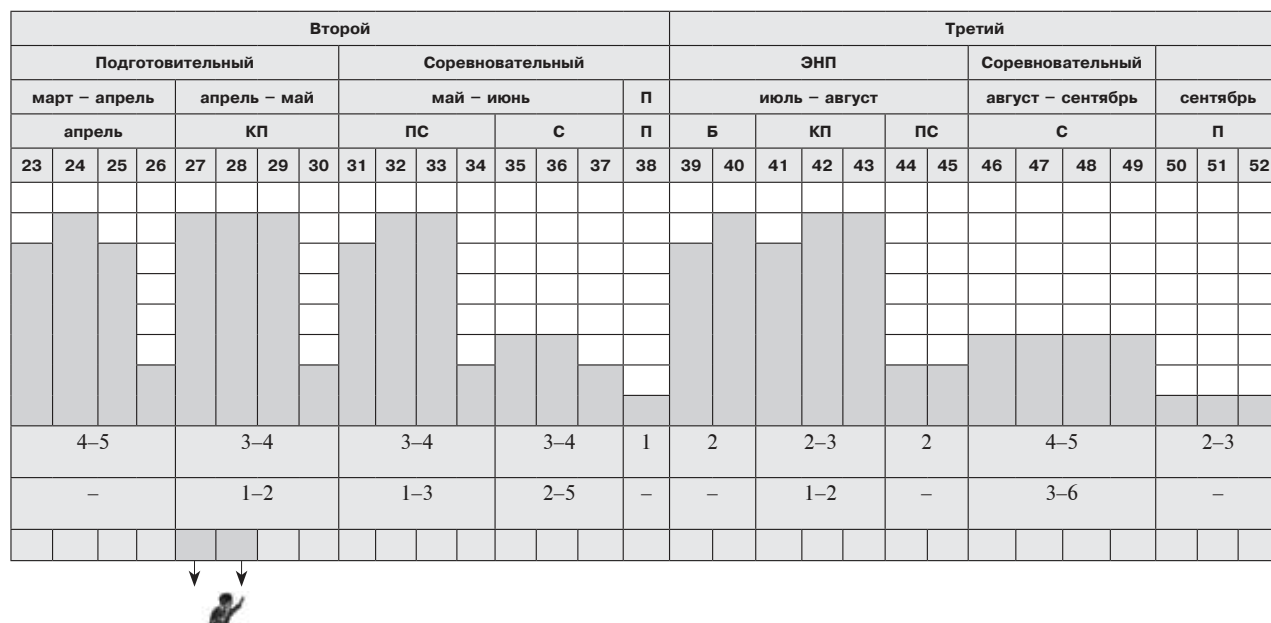 Второй Третий
Подготовительный Соревновательный ЭНП Соревновательный
март – апрель апрель – май май – июнь П июль – август август – сентябрь сентябрь
апрель КП ПС С П Б КП ПС С П
23 24 25 26 27 28 29 30 31 32 33 34 35 36 37 38 39 40 41 42 43 44 45 46 47 48 49 50 51 52
4–5 3–4 3–4 3–4 1 2 2–3 2 4–5 2–3
– 1–2 1–3 2–5 – – 1–2 – 3–6 –